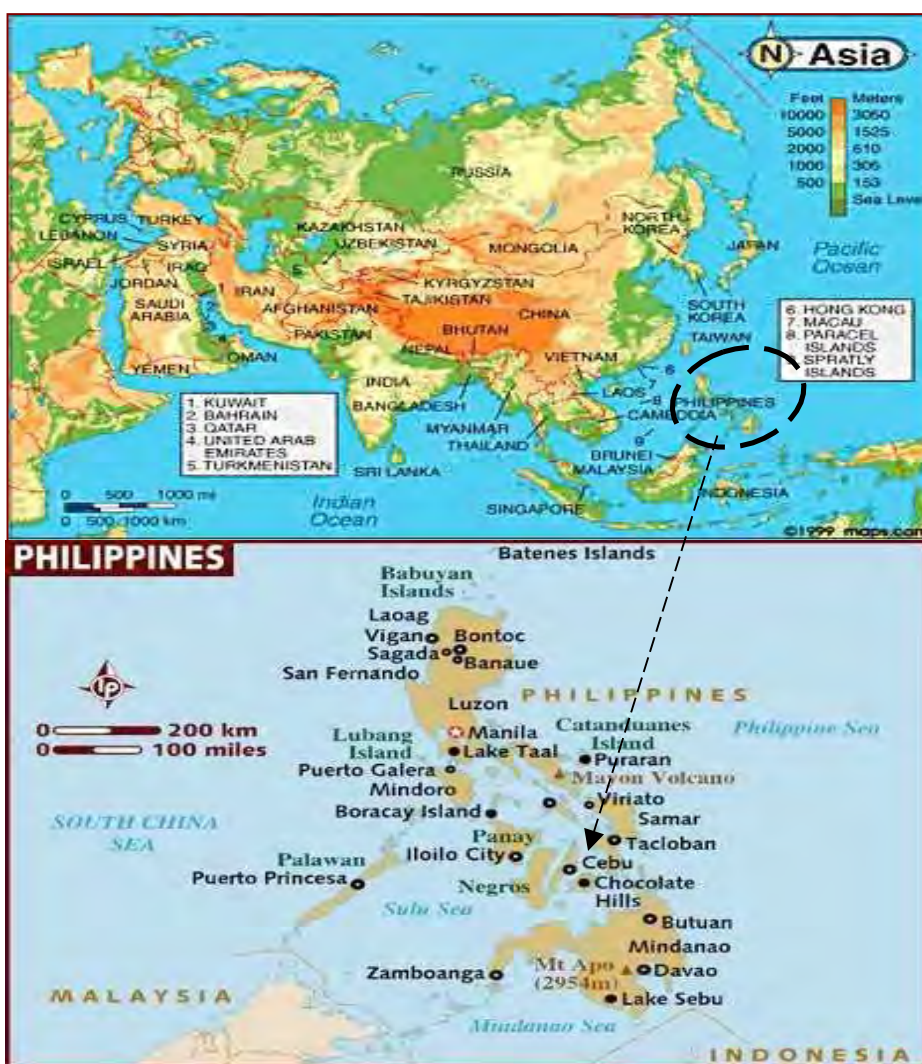 N Asia
Feet Meters
10000 3050
5000 1525
2000 610
1000 305
500 153
Sea Level
RUSSIA
CYPRUS TURKEY
LEBANON
SYRIA
ISRAEL
IRAQ
JORDAN
SAUDI
ARABIA
IRAN
KAZAKHSTAN
UZBEKISTAN
5
KYRGYZSTAN
TAJIKISTAN
AFGHANISTAN
PAKISTAN
MONGOLIA
NORTH
KOREA
JAPAN
Pacific
Ocean
SOUTH
KOREA
CHINA
BHUTAN
NEPAL
TAIWAN
OMAN
YEMEN
INDIA
BANGLADESH
VIETNAM
LAOS
MYANMAR
THAILAND
CAMBODIA
PHILIPPINES
6
7
8
9
6. HONG KONG
7. MACAU
8. PARACEL
ISLANDS
9. SPRATLY
ISLANDS
1. KUWAIT
2. BAHRAIN
3. QATAR
4. UNITED ARAB
EMIRATES
5. TURKMENISTAN
SRI LANKA
BRUNEI
MALAYSIA
SINGAPORE
INDONESIA
0 500 1000 mi
0 500 1000 km
Indian
Ocean
©1999 maps.com
PHILIPPINES
Batenes Islands
Babuyan
Islands
Laoag
Vigan
Bontoc
Sagada
Banaue
San Fernando
Luzon
PHILIPPINES
LP
0 200 km
0 100 miles
Manila
Lubang
Island
Lake Taal
Catanduanes
Island
Puraran
Philippine Sea
Puerto Galera
Mindoro
Mayon Volcano
Boracay Island
Viriato
Samar
SOUTH CHINA
SEA
Panay
Iloilo City
Tacloban
Palawan
Puerto Princesa
Cebu
Negros
Chocolate
Hills
Sulu Sea
Butuan
Mindanao
Zamboanga
Mt Apo
(2954m)
Davao
Lake Sebu
MALAYSIA
Mindanao Sea
INDONESIA